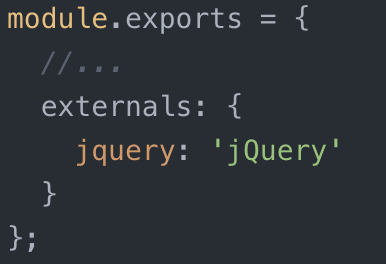 module.exports = {
  //...
  externals: {
    jquery: 'jQuery'
  }
};